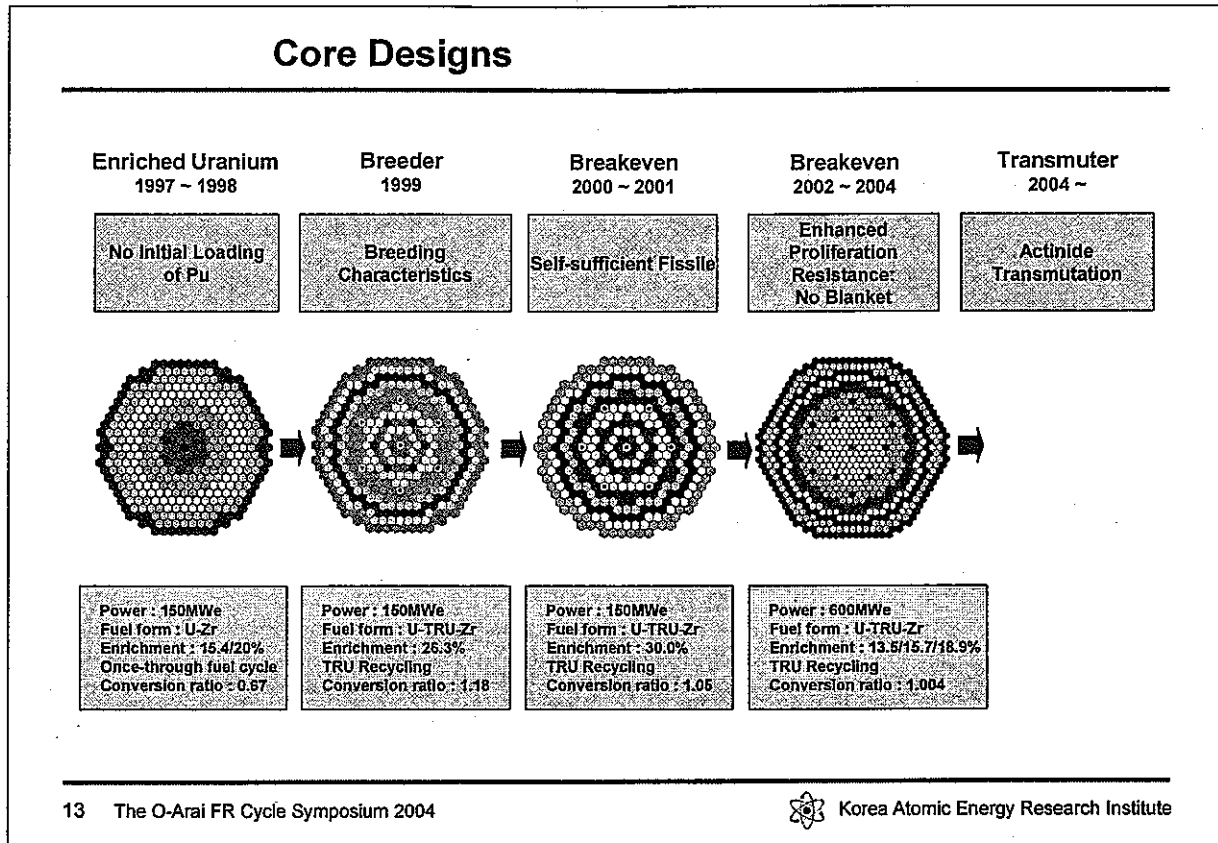 Core Designs
Enriched Uranium
1997 ~ 1998
Breeder
1999
Breakeven
2000 ~ 2001
Breakeven
2002 ~ 2004
Transmuter
2004 ~
No Initial Loading
of Pu
Breeding
Characteristics
Self-sufficient Fissile
Enhanced
Proliferation
Resistance:
No Blanket
Actinide
Transmutation
Power : 150MWe
Fuel form : U-Zr
Enrichment : 15.4/20%
Once-through fuel cycle
Conversion ratio : 0.67
Power : 150MWe
Fuel form : U-TRU-Zr
Enrichment : 26.3%
TRU Recycling
Conversion ratio : 1.18
Power : 150MWe
Fuel form : U-TRU-Zr
Enrichment : 30.0%
TRU Recycling
Conversion ratio : 1.05
Power : 600MWe
Fuel form : U-TRU-Zr
Enrichment : 13.5/15.7/18.9%
TRU Recycling
Conversion ratio : 1.004
13 The O-Arai FR Cycle Symposium 2004
Korea Atomic Energy Research Institute